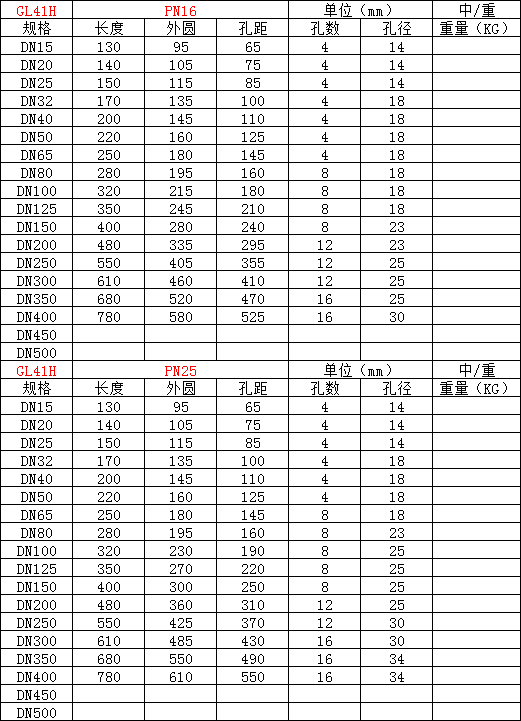 GL41H PN16 单位（mm） 中/重
规格 长度 外圆 孔距 孔数 孔径 重量（KG）
DN15 130 95 65 4 14
DN20 140 105 75 4 14
DN25 150 115 85 4 14
DN32 170 135 100 4 18
DN40 200 145 110 4 18
DN50 220 160 125 4 18
DN65 250 180 145 4 18
DN80 280 195 160 8 18
DN100 320 215 180 8 18
DN125 350 245 210 8 18
DN150 400 280 240 8 23
DN200 480 335 295 12 23
DN250 550 405 355 12 25
DN300 610 460 410 12 25
DN350 680 520 470 16 25
DN400 780 580 525 16 30
DN450
DN500
GL41H PN25 单位（mm） 中/重
规格 长度 外圆 孔距 孔数 孔径 重量（KG）
DN15 130 95 65 4 14
DN20 140 105 75 4 14
DN25 150 115 85 4 14
DN32 170 135 100 4 18
DN40 200 145 110 4 18
DN50 220 160 125 4 18
DN65 250 180 145 8 18
DN80 280 195 160 8 23
DN100 320 230 190 8 25
DN125 350 270 220 8 25
DN150 400 300 250 8 25
DN200 480 360 310 12 25
DN250 550 425 370 12 30
DN300 610 485 430 16 30
DN350 680 550 490 16 34
DN400 780 610 550 16 34
DN450
DN500